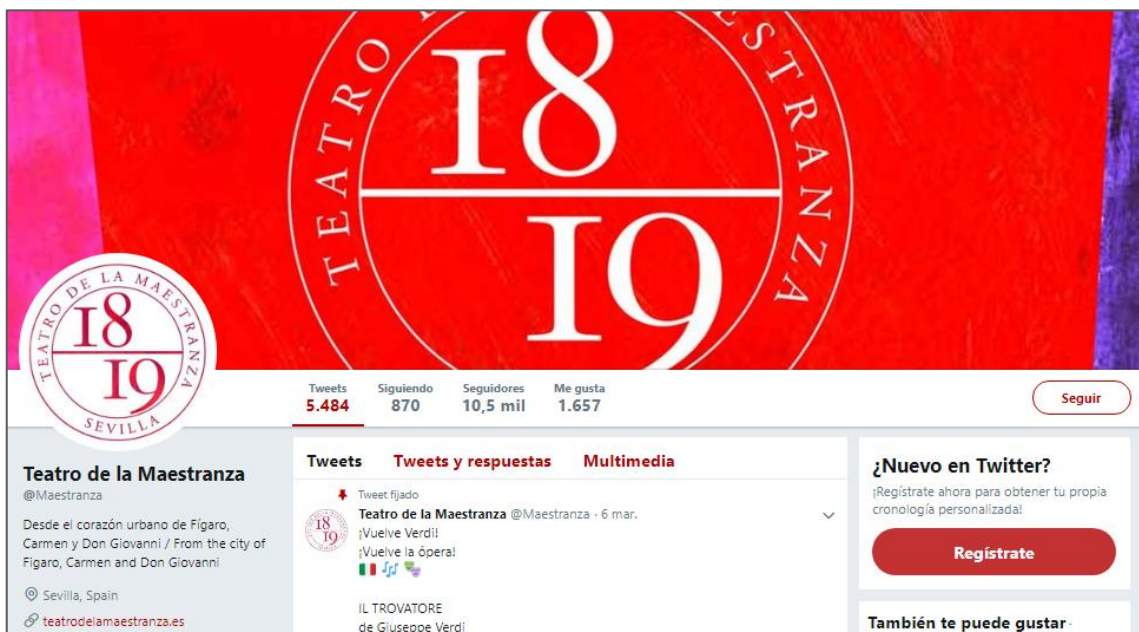 TEATRO DE LA MAESTRANZA
18
19
TEATRO DE LA MAESTRANZA
18
19
SEVILLA
Tweets Siguiendo Seguidores Me gusta
5.484 870 10,5 mil 1.657
Seguir
Teatro de la Maestranza
@Maestranza
Desde el corazón urbano de Fígaro,
Carmen y Don Giovanni / From the city of
Figaro, Carmen and Don Giovanni
Sevilla, Spain
teatrodelamaestranza.es
Tweets Tweets y respuestas Multimedia
Tweet fijado
18
19
Teatro de la Maestranza @Maestranza · 6 mar.
¡Vuelve Verdi!
¡Vuelve la ópera!
IL TROVATORE
de Giuseppe Verdi
¿Nuevo en Twitter?
¡Regístrate ahora para obtener tu propia
cronología personalizada!
Regístrate
También te puede gustar ·